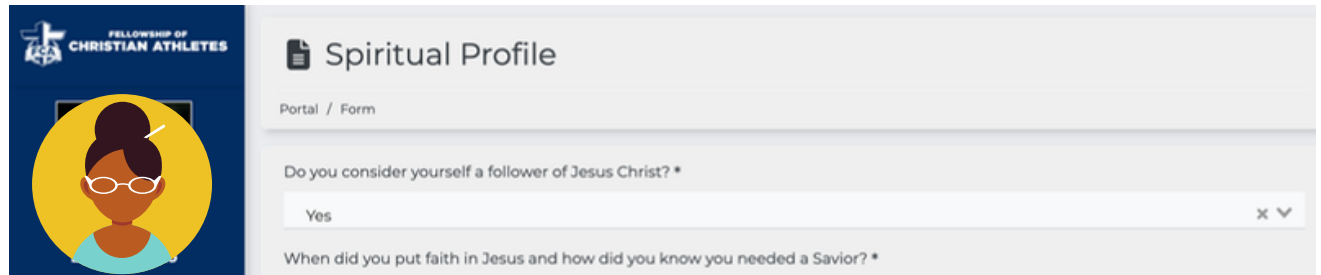 FELLOWSHIP OF
CHRISTIAN ATHLETES
FCA
Spiritual Profile
Portal / Form
Do you consider yourself a follower of Jesus Christ? *
Yes
When did you put faith in Jesus and how did you know you needed a Savior? *